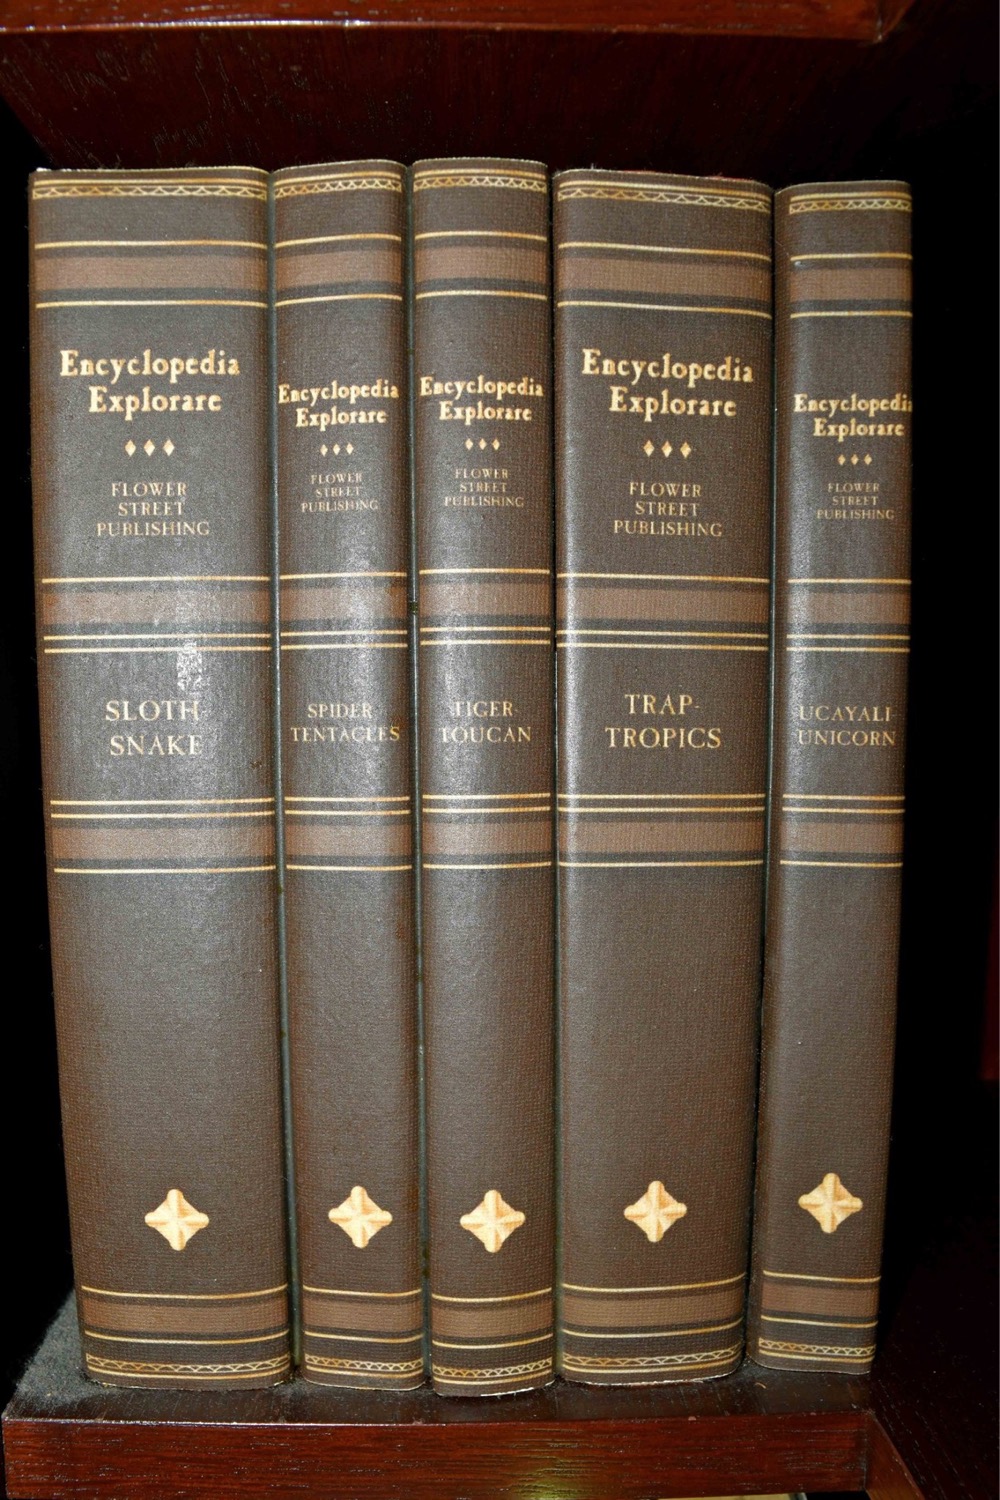 Encyclopedia
Explorare
FLOWER
STREET
PUBLISHING
SLOTH-
SNAKE
Encyclopedia
Explorare
FLOWER
STREET
PUBLISHING
SPIDER
TENTACLES
Encyclopedia
Explorare
FLOWER
STREET
PUBLISHING
TIGER-
TOUCAN
Encyclopedia
Explorare
FLOWER
STREET
PUBLISHING
TRAP-
TROPICS
Encyclopedia
Explorare
FLOWER
STREET
PUBLISHING
UCAYALI-
UNICORN